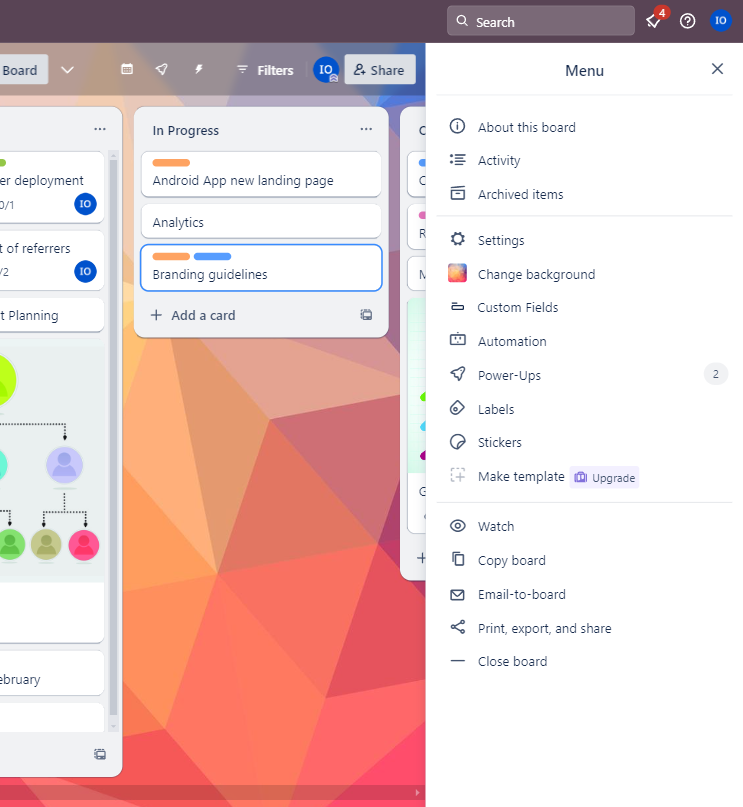 Search
4
IO
Board
Filters
IO
Share
er deployment
0/1
IO
t of referrers
/2
IO
t Planning
ebruary
In Progress
Android App new landing page
Analytics
Branding guidelines
Add a card
C
C
R
M
G
Menu
About this board
Activity
Archived items
Settings
Change background
Custom Fields
Automation
Power-Ups
2
Labels
Stickers
Make template
Upgrade
Watch
Copy board
Email-to-board
Print, export, and share
Close board